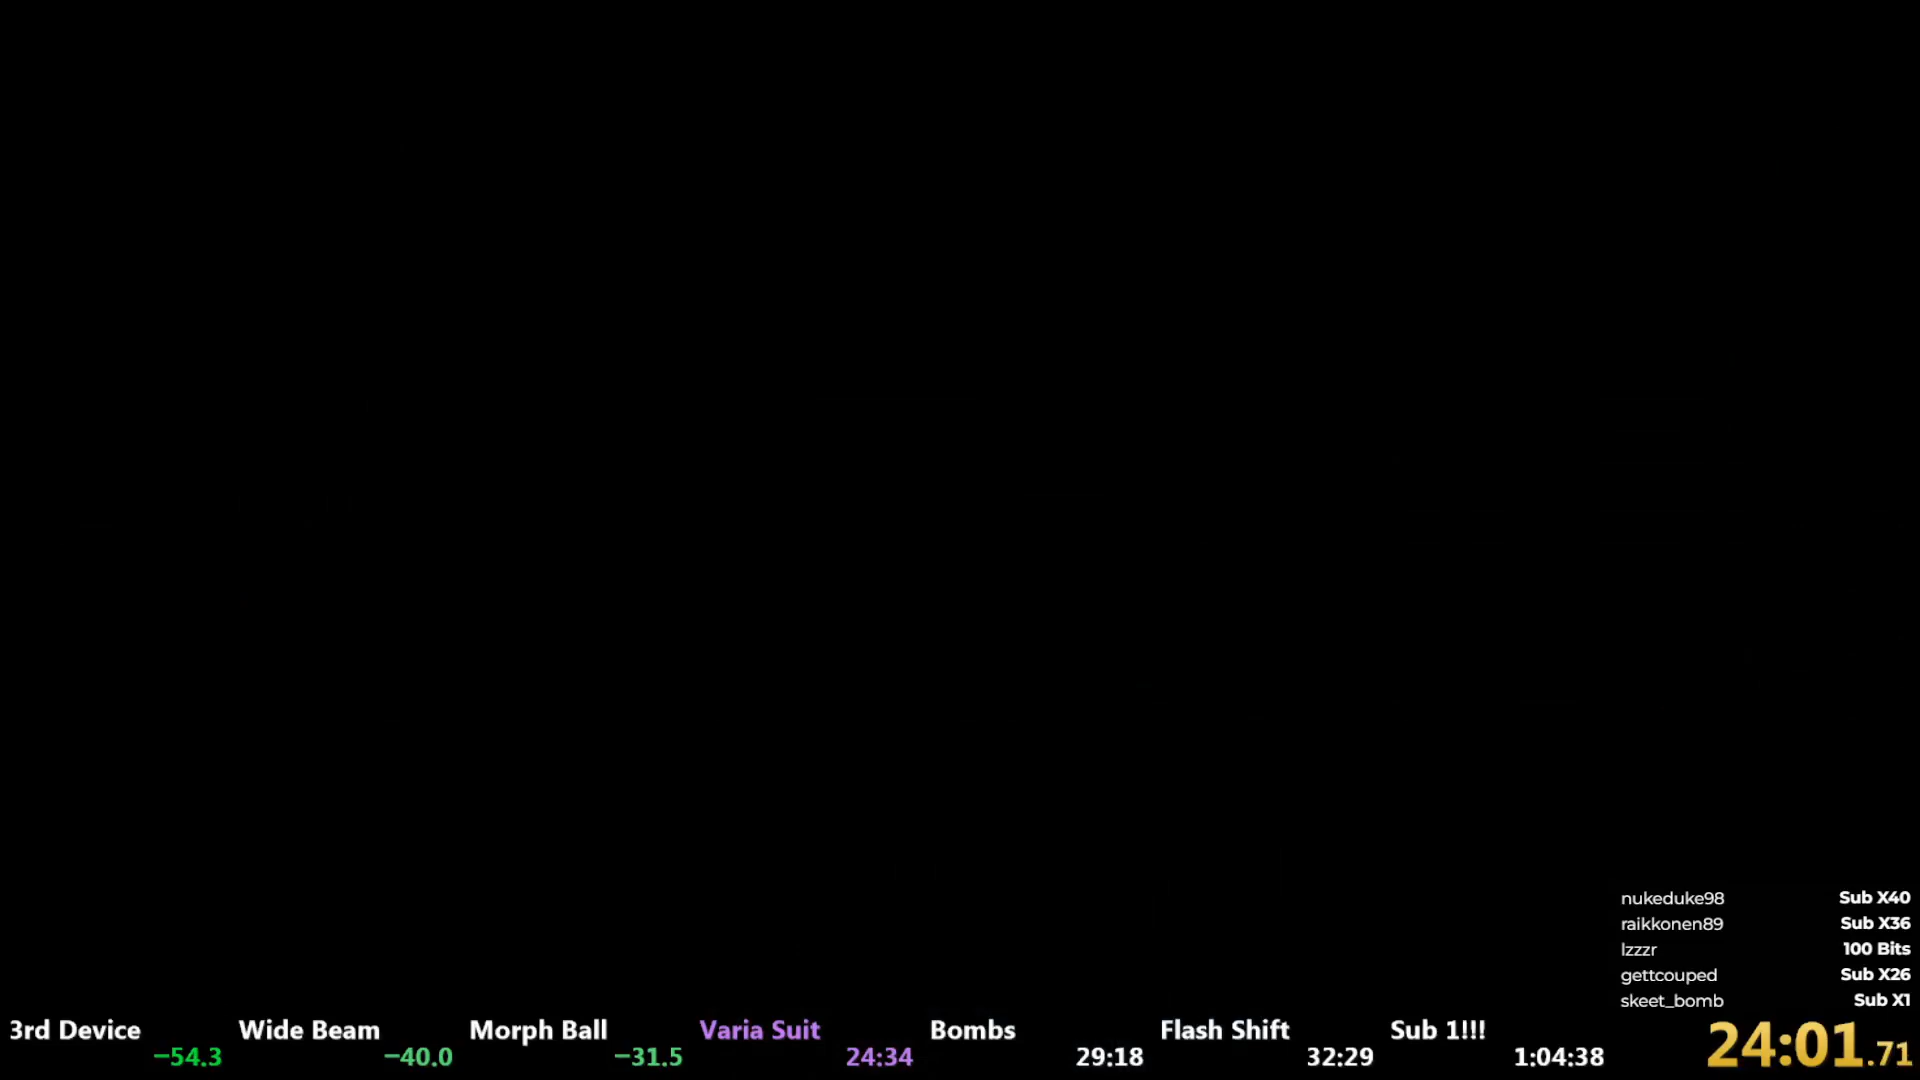 nukeduke98 Sub X40
raikkonen89 Sub X36
lzzzr 100 Bits
gettcouped Sub X26
skeet_bomb Sub X1
3rd Device Wide Beam Morph Ball Varia Suit Bombs Flash Shift Sub 1!!!
−54.3 −40.0 −31.5 24:34 29:18 32:29 1:04:38
24:01.71